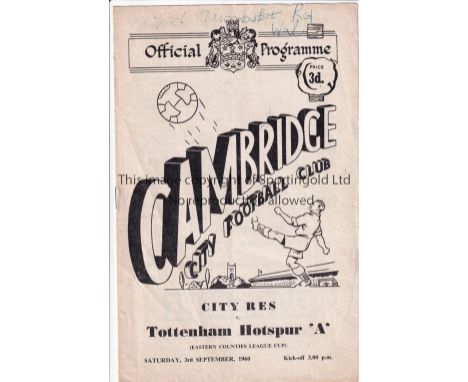 Official Programme
PRICE
3d.
CAMBRIDGE
CITY FOOTBALL CLUB
This image is copyright of Sportingold Ltd
No reproduction allowed
CITY RES
v.
Tottenham Hotspur 'A'
(EASTERN COUNTIES LEAGUE CUP)
SATURDAY, 3rd SEPTEMBER, 1960 Kick-off 3.00 p.m.